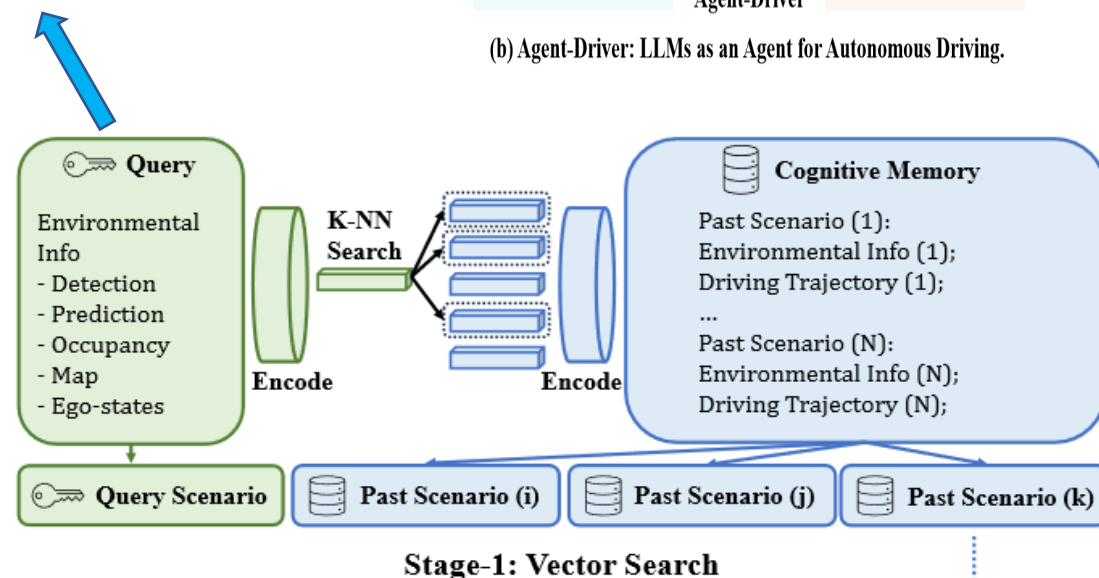 Agent-Driver
(b) Agent-Driver: LLMs as an Agent for Autonomous Driving.
Query
Environmental
Info
- Detection
- Prediction
- Occupancy
- Map
- Ego-states
Encode
K-NN
Search
Encode
Cognitive Memory
Past Scenario (1):
Environmental Info (1);
Driving Trajectory (1);
...
Past Scenario (N):
Environmental Info (N);
Driving Trajectory (N);
Query Scenario
Past Scenario (i)
Past Scenario (j)
Past Scenario (k)
Stage-1: Vector Search